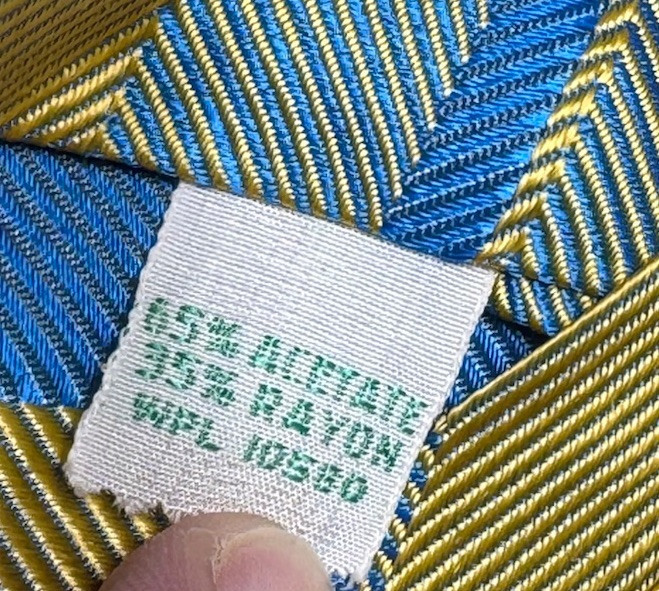 65% ACETATE
35% RAYON
WPL 10580